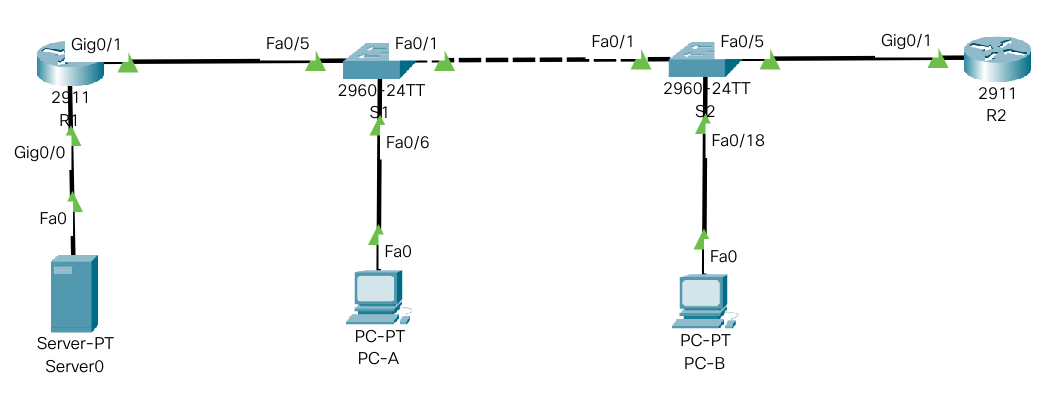 Gig0/1
Fa0/5
Fa0/1
Fa0/1
Fa0/5
Gig0/1
2911
R1
2960-24TT
S1
2960-24TT
S2
2911
R2
Gig0/0
Fa0/6
Fa0/18
Fa0
Fa0
Fa0
Server-PT
Server0
PC-PT
PC-A
PC-PT
PC-B